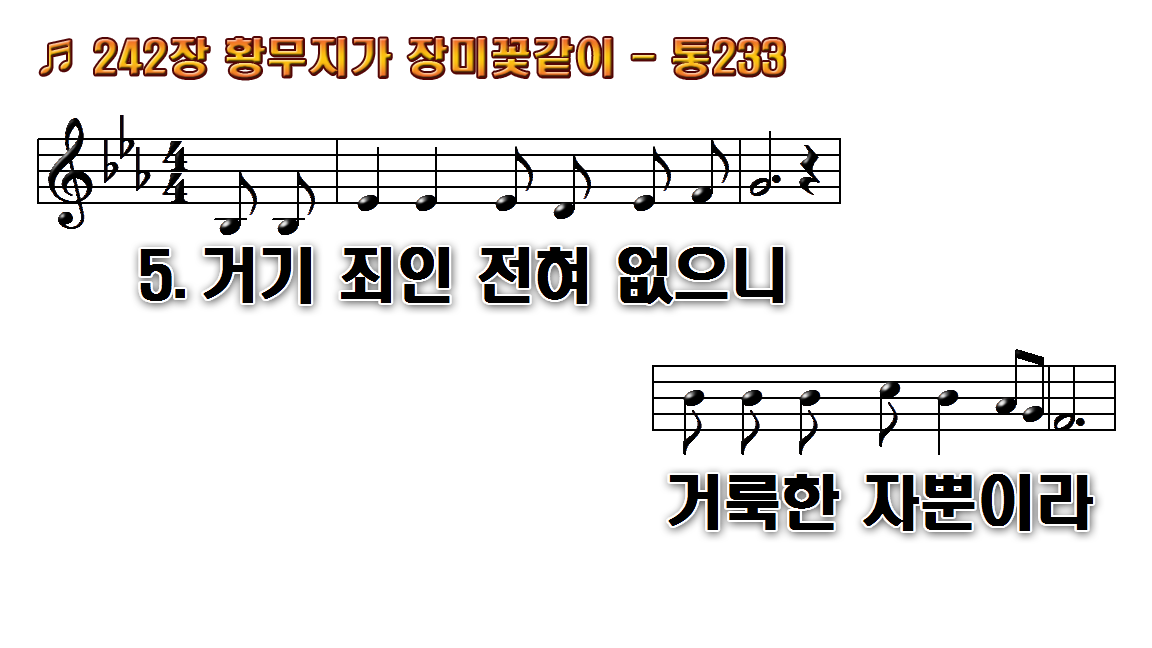 ♬ 242장 황무지가 장미꽃같이 - 통233
5. 거기 죄인 전혀 없으니
거룩한 자뿐이라